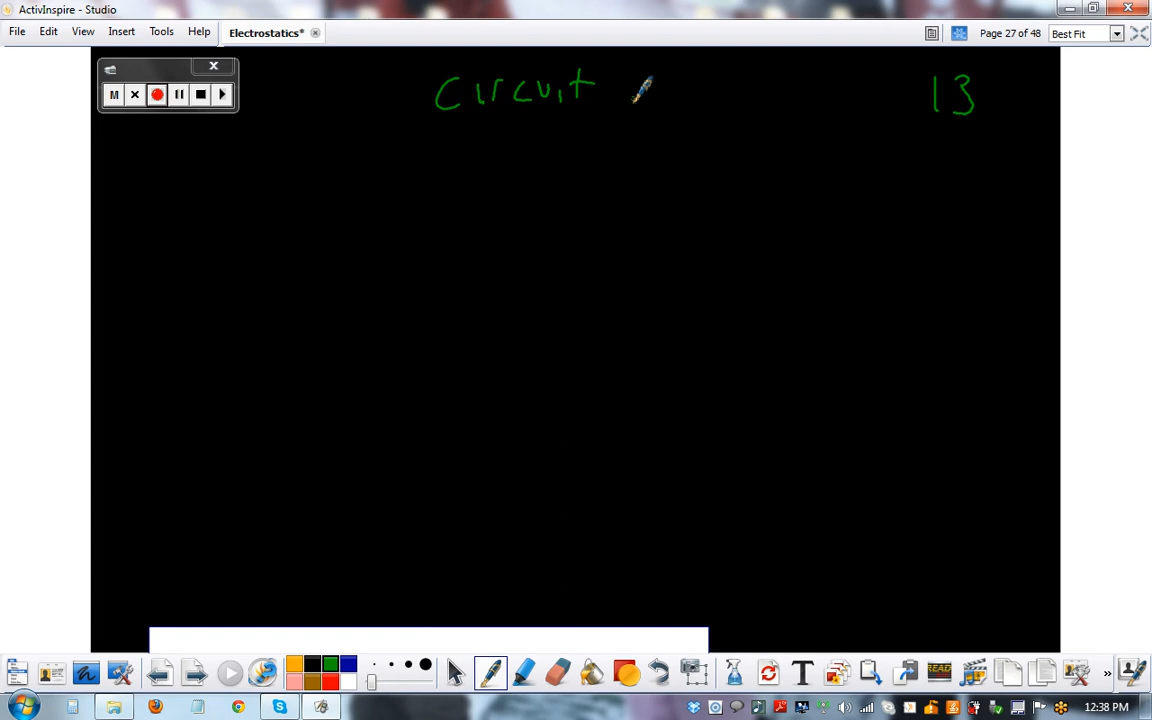 ActivInspire - Studio
File Edit View Insert Tools Help Electrostatics* Page 27 of 48 Best Fit
M
Circuit 13
T READ »
12:38 PM